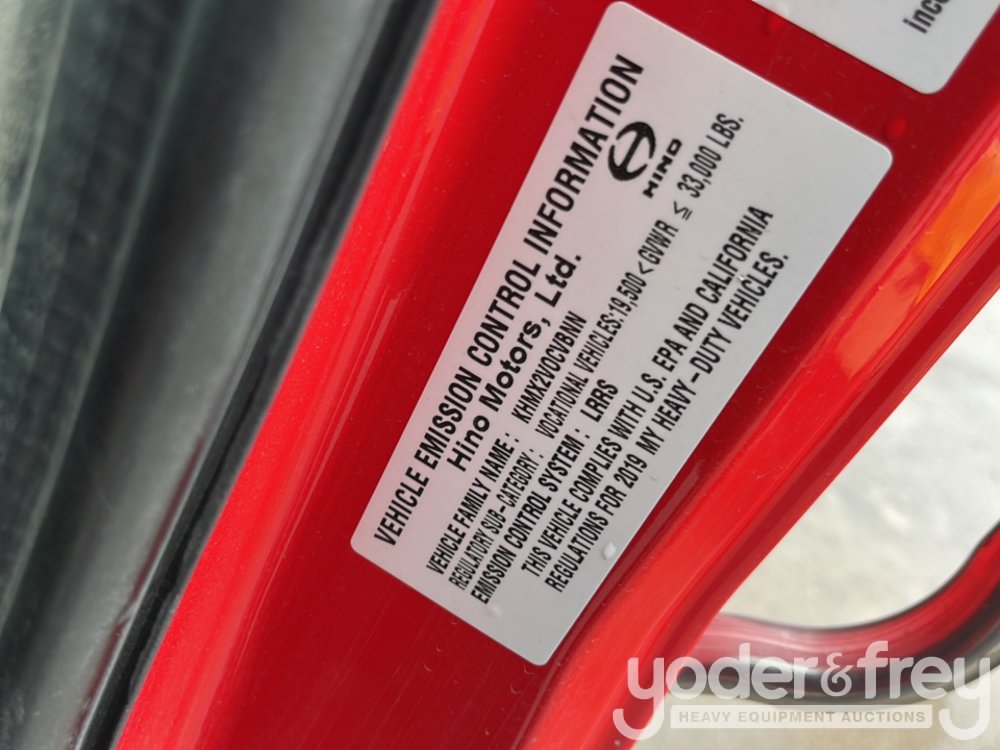 VEHICLE EMISSION CONTROL INFORMATION
Hino Motors, Ltd.
HINO
VEHICLE FAMILY NAME : KHMX2VOCVBNN
REGULATORY SUB-CATEGORY : VOCATIONAL VEHICLES:19,500<GVWR ≦ 33,000 LBS.
EMISSION CONTROL SYSTEM : LRRS
THIS VEHICLE COMPLIES WITH U.S. EPA AND CALIFORNIA
REGULATIONS FOR 2019 MY HEAVY-DUTY VEHICLES.
yoder&frey
HEAVY EQUIPMENT AUCTIONS